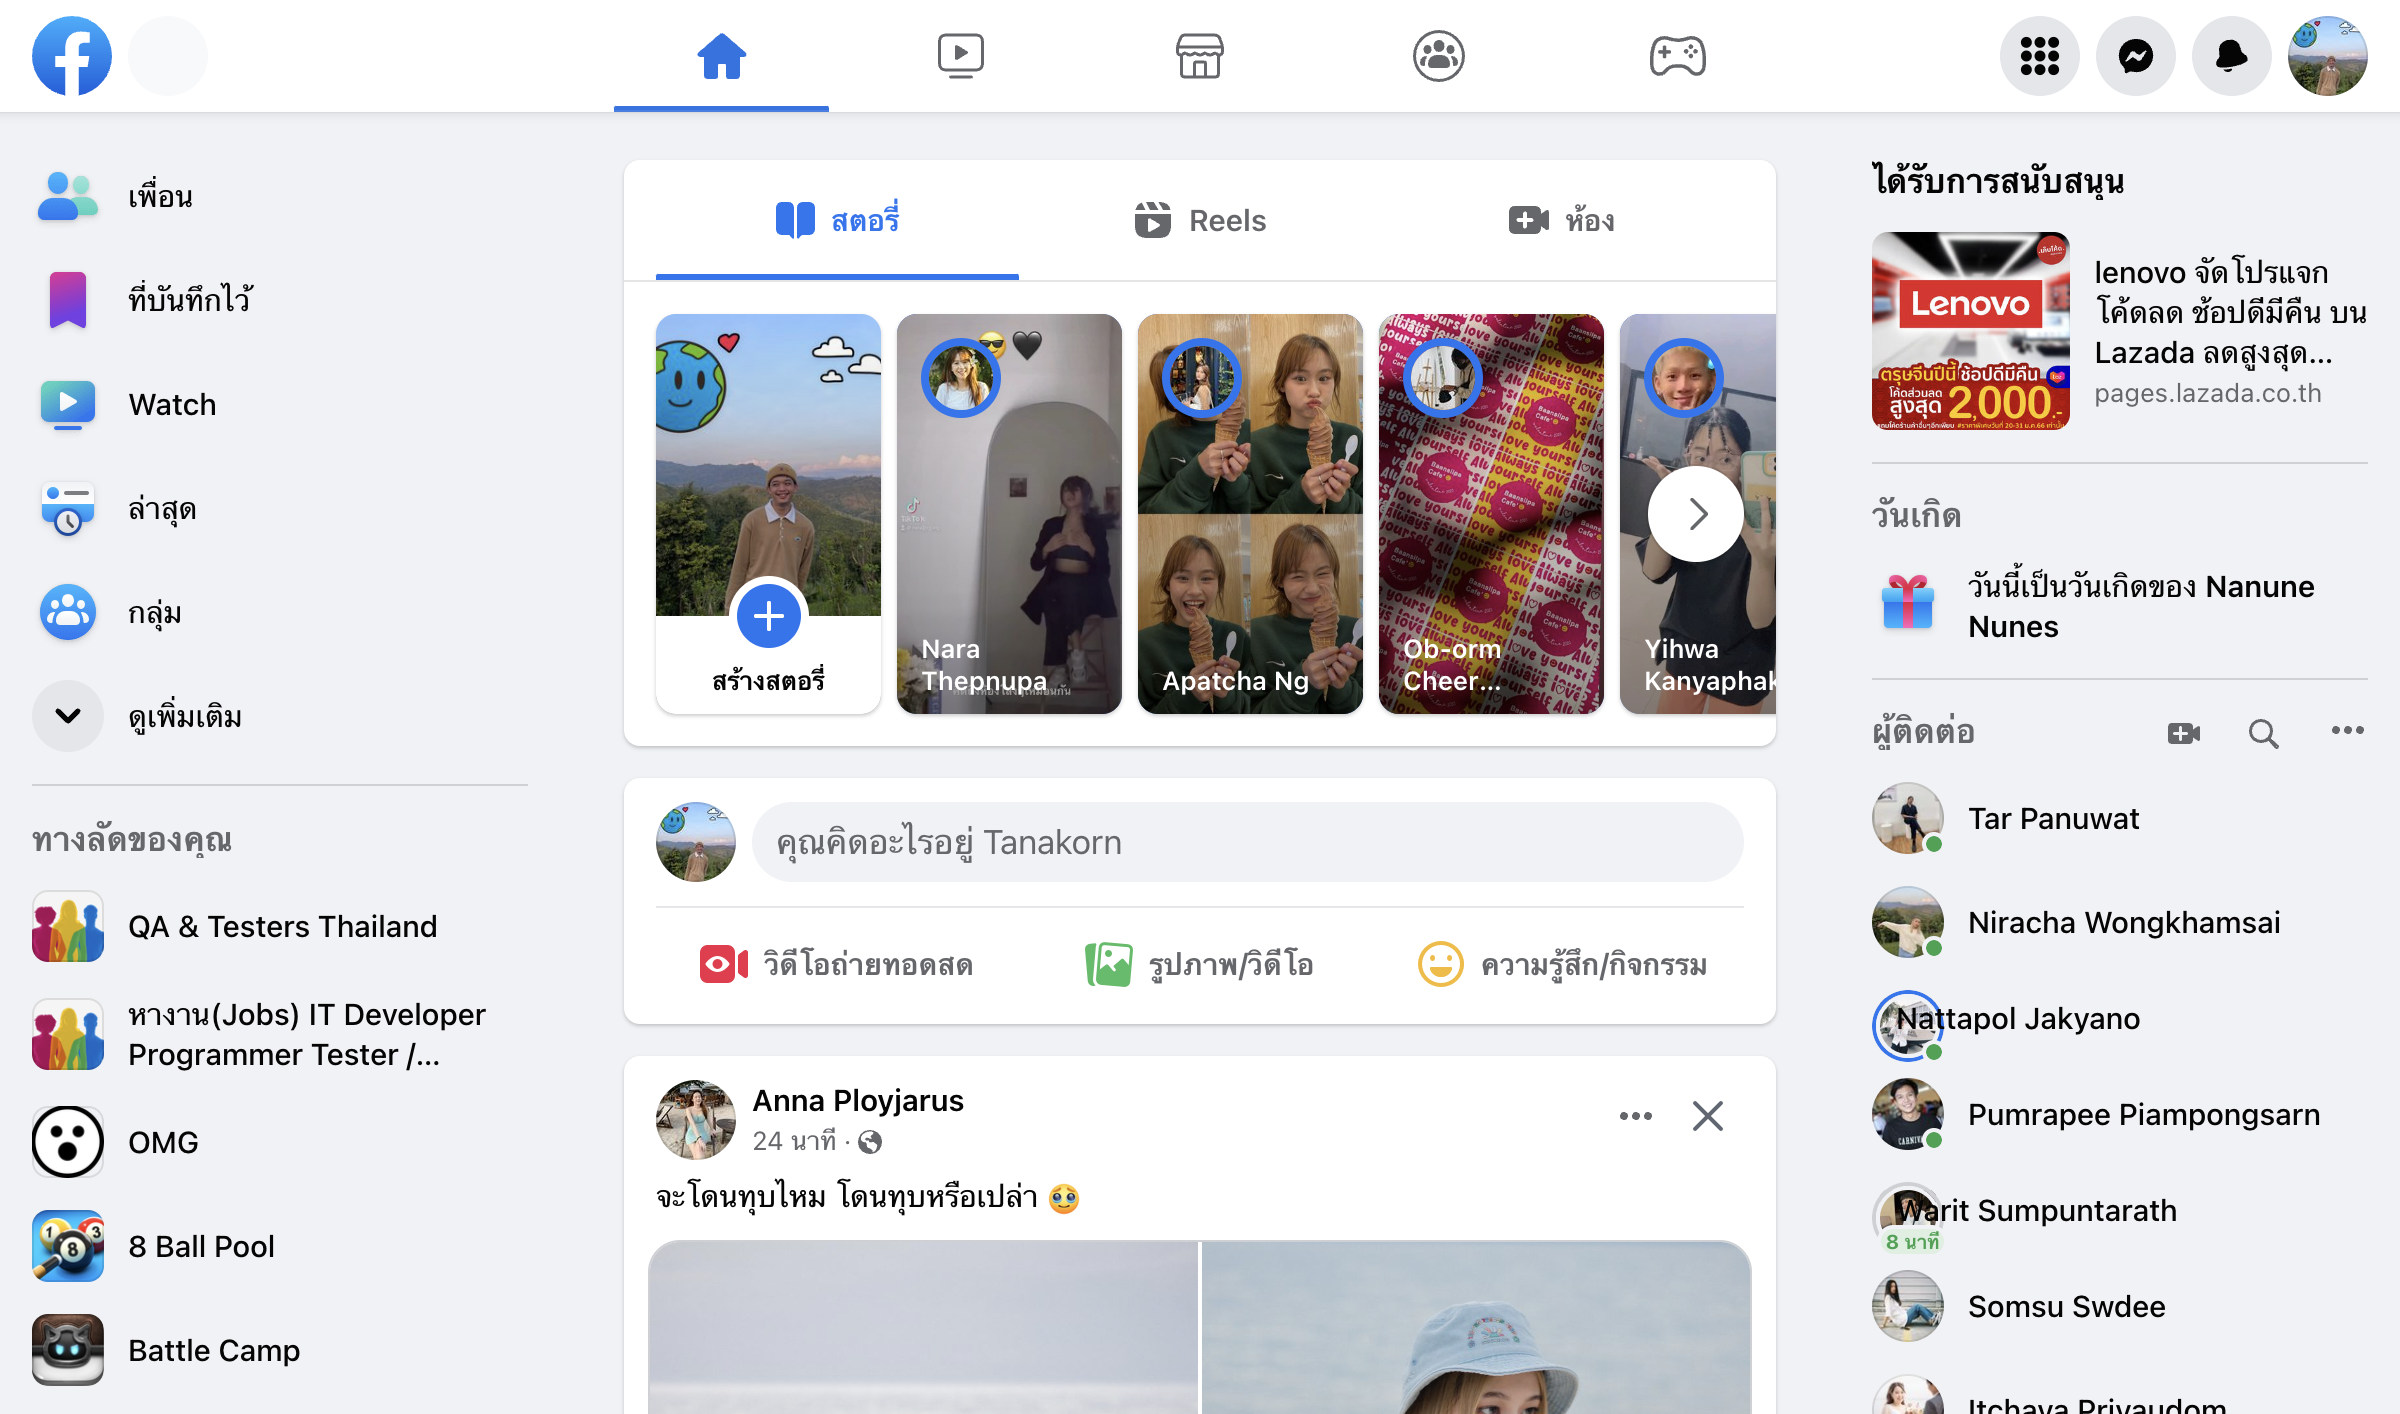 เพื่อน
ที่บันทึกไว้
Watch
ล่าสุด
กลุ่ม
ดูเพิ่มเติม
ทางลัดของคุณ
QA & Testers Thailand
หางาน(Jobs) IT Developer
Programmer Tester /...
OMG
8 Ball Pool
Battle Camp
สตอรี่
Reels
ห้อง
สร้างสตอรี่
Nara
Thepnupa
Apatcha Ng
Ob-orm
Cheer...
Yihwa
Kanyaphak
คุณคิดอะไรอยู่ Tanakorn
วิดีโอถ่ายทอดสด
รูปภาพ/วิดีโอ
ความรู้สึก/กิจกรรม
Anna Ployjarus
24 นาที ·
จะโดนทุบไหม โดนทุบหรือเปล่า 🥹
ได้รับการสนับสนุน
Lenovo
ตรุษจีนปีนี้ ช้อปดีมีคืน
โค้ดส่วนลด
สูงสุด 2,000.-
lenovo จัดโปรแจก
โค้ดลด ช้อปดีมีคืน บน
Lazada ลดสูงสุด...
pages.lazada.co.th
วันเกิด
วันนี้เป็นวันเกิดของ Nanune
Nunes
ผู้ติดต่อ
Tar Panuwat
Niracha Wongkhamsai
Nattapol Jakyano
Pumrapee Piampongsarn
Warit Sumpuntarath
8 นาที
Somsu Swdee
Itchaya Priyaudom